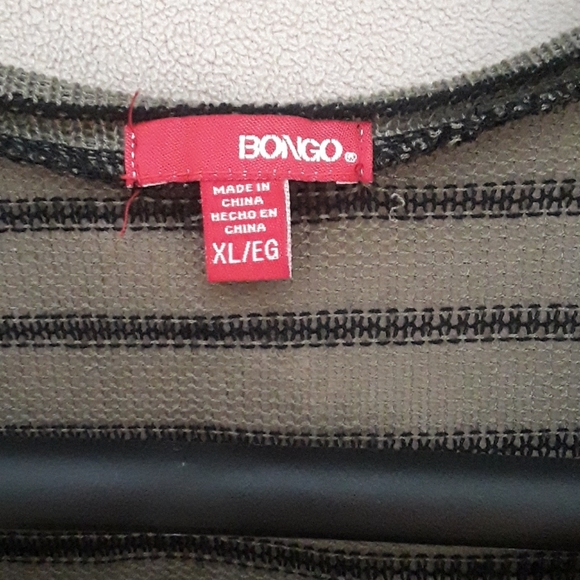 BONGO®
MADE IN
CHINA
HECHO EN
CHINA
XL/EG